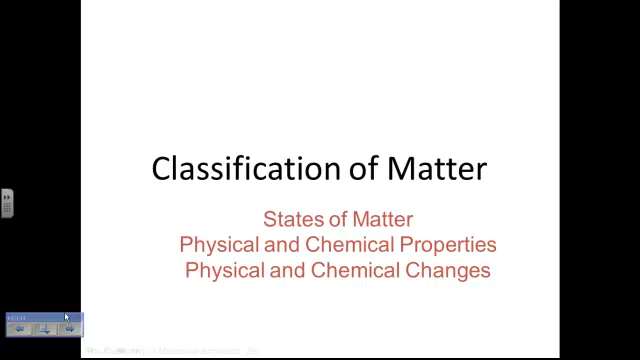 Classification of Matter
States of Matter
Physical and Chemical Properties
Physical and Chemical Changes